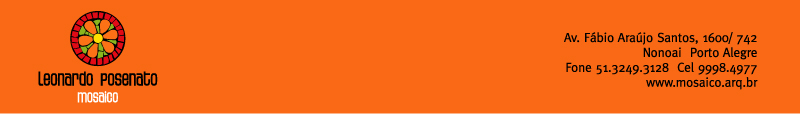 Leonardo Posenato
mosaico
Av. Fábio Araújo Santos, 1600/ 742
Nonoai Porto Alegre
Fone 51.3249.3128 Cel 9998.4977
www.mosaico.arq.br